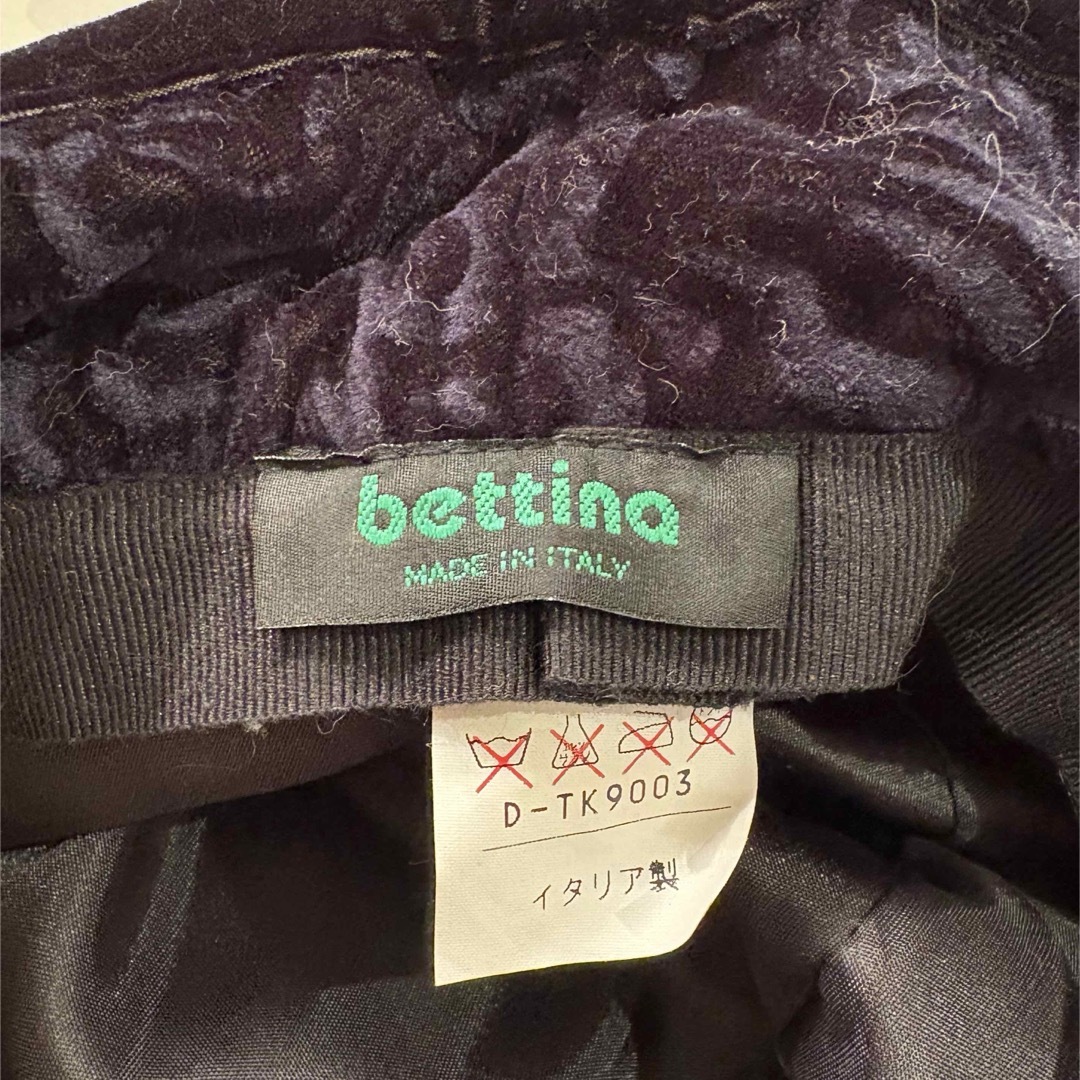 bettina
MADE IN ITALY
D-TK9003
イタリア製